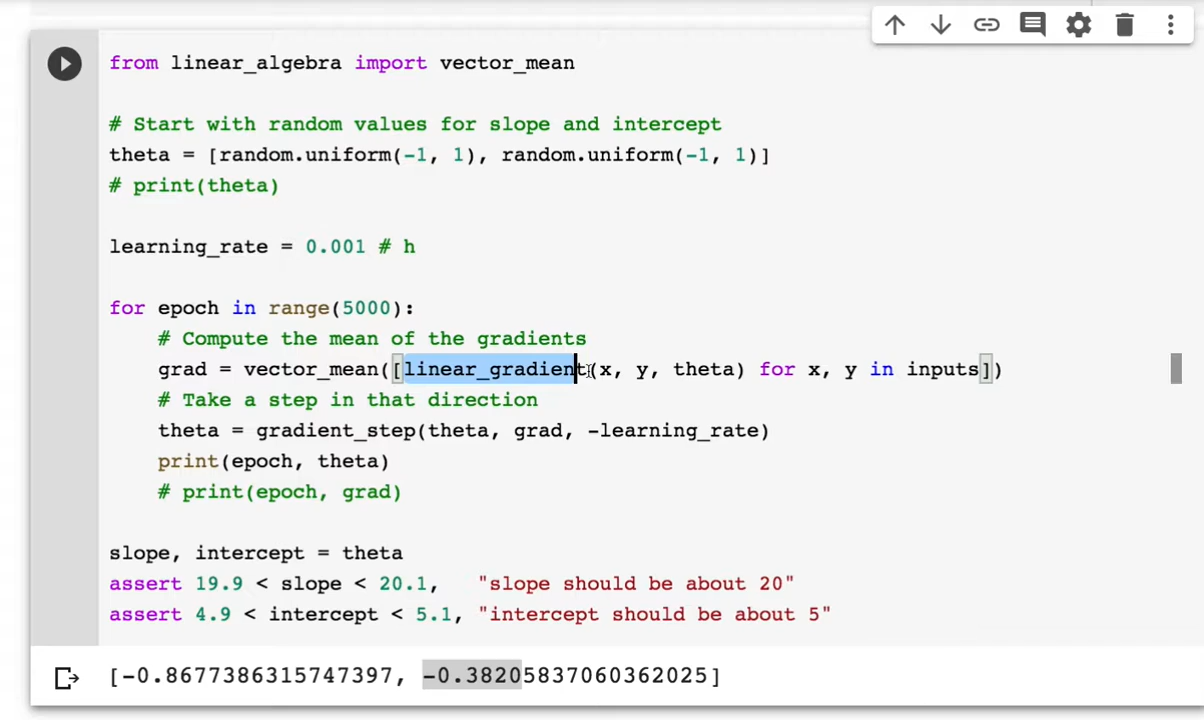 from linear_algebra import vector_mean
# Start with random values for slope and intercept
theta = [random.uniform(-1, 1), random.uniform(-1, 1)]
# print(theta)
learning_rate = 0.001 # h
for epoch in range(5000):
    # Compute the mean of the gradients
    grad = vector_mean([linear_gradient(x, y, theta) for x, y in inputs])
    # Take a step in that direction
    theta = gradient_step(theta, grad, -learning_rate)
    print(epoch, theta)
    # print(epoch, grad)
slope, intercept = theta
assert 19.9 < slope < 20.1,   "slope should be about 20"
assert 4.9 < intercept < 5.1, "intercept should be about 5"
[-0.8677386315747397, -0.38205837060362025]